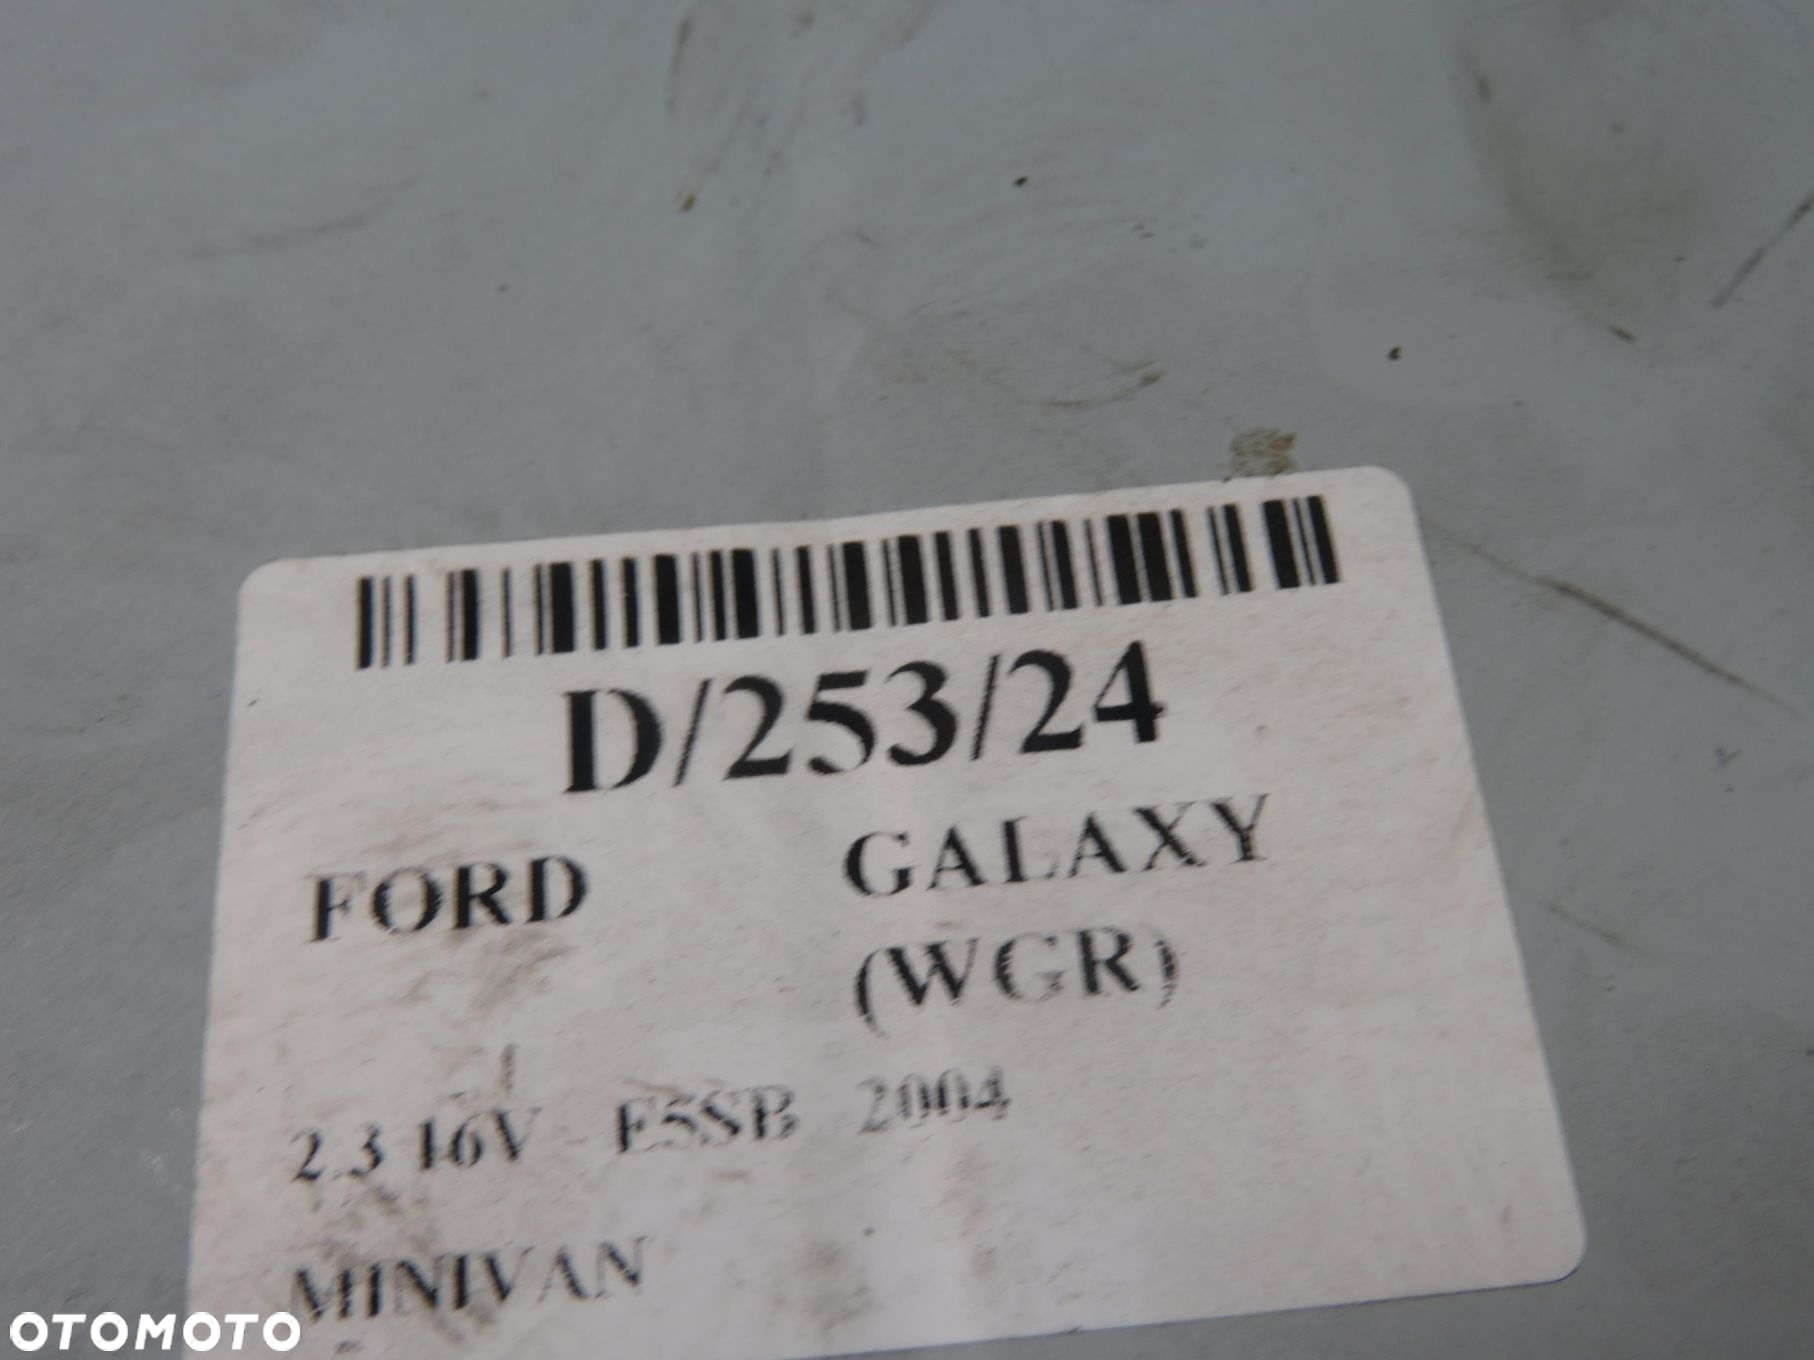 D/253/24
FORD GALAXY
(WGR)
2.3 16V - E5SB 2004
MINIVAN
OTOMOTO